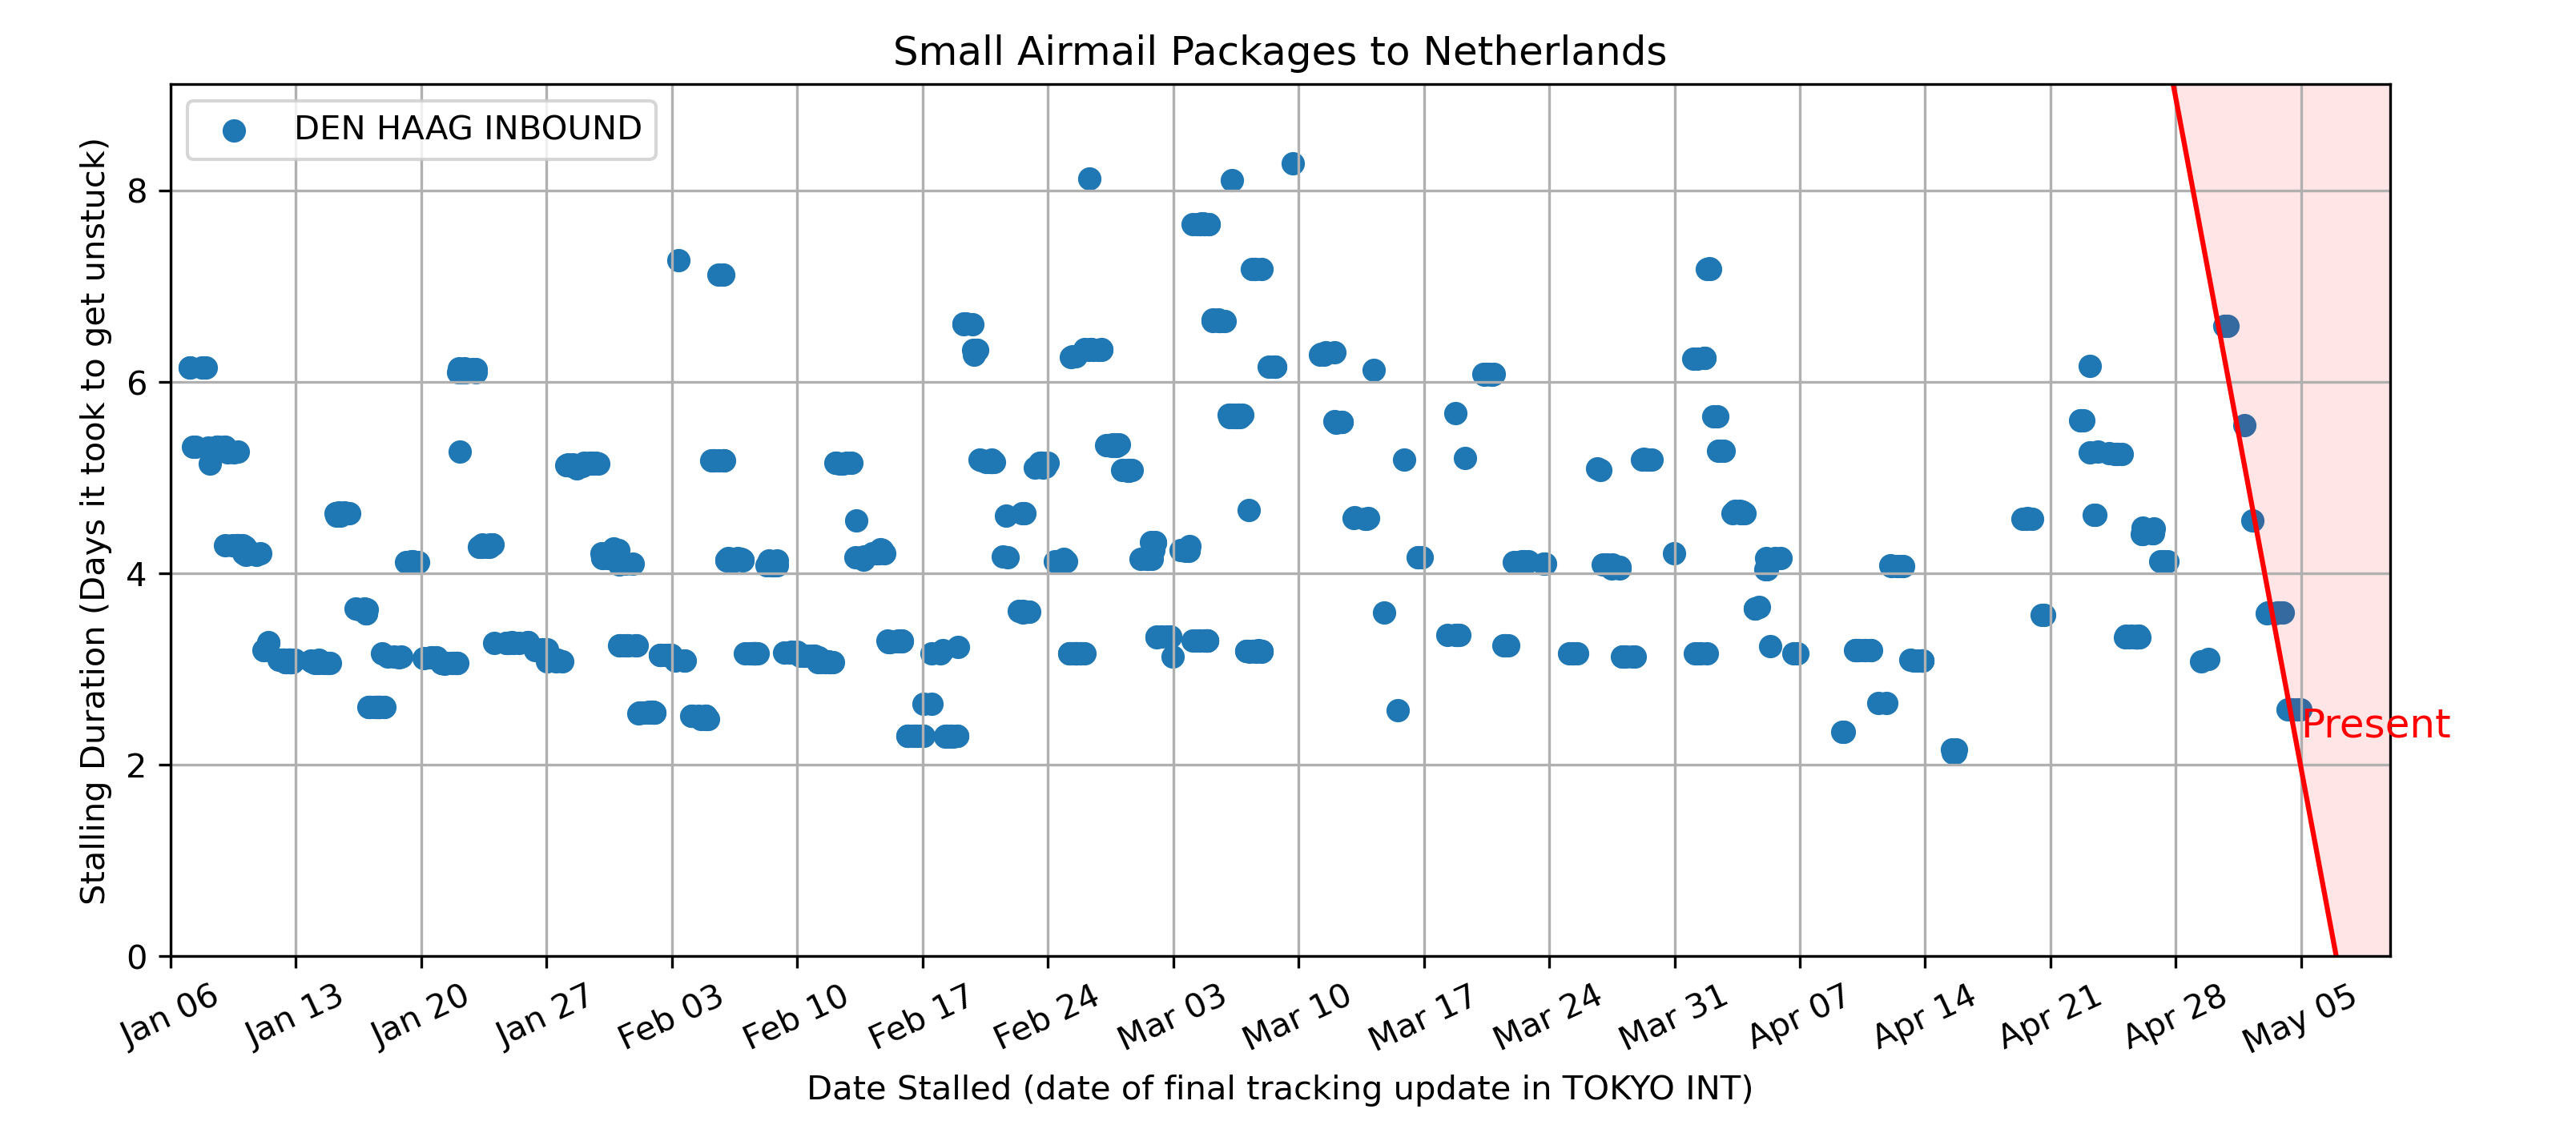 Small Airmail Packages to Netherlands
DEN HAAG INBOUND
Stalling Duration (Days it took to get unstuck)
8
6
4
2
0
Present
Jan 06
Jan 13
Jan 20
Jan 27
Feb 03
Feb 10
Feb 17
Feb 24
Mar 03
Mar 10
Mar 17
Mar 24
Mar 31
Apr 07
Apr 14
Apr 21
Apr 28
May 05
Date Stalled (date of final tracking update in TOKYO INT)